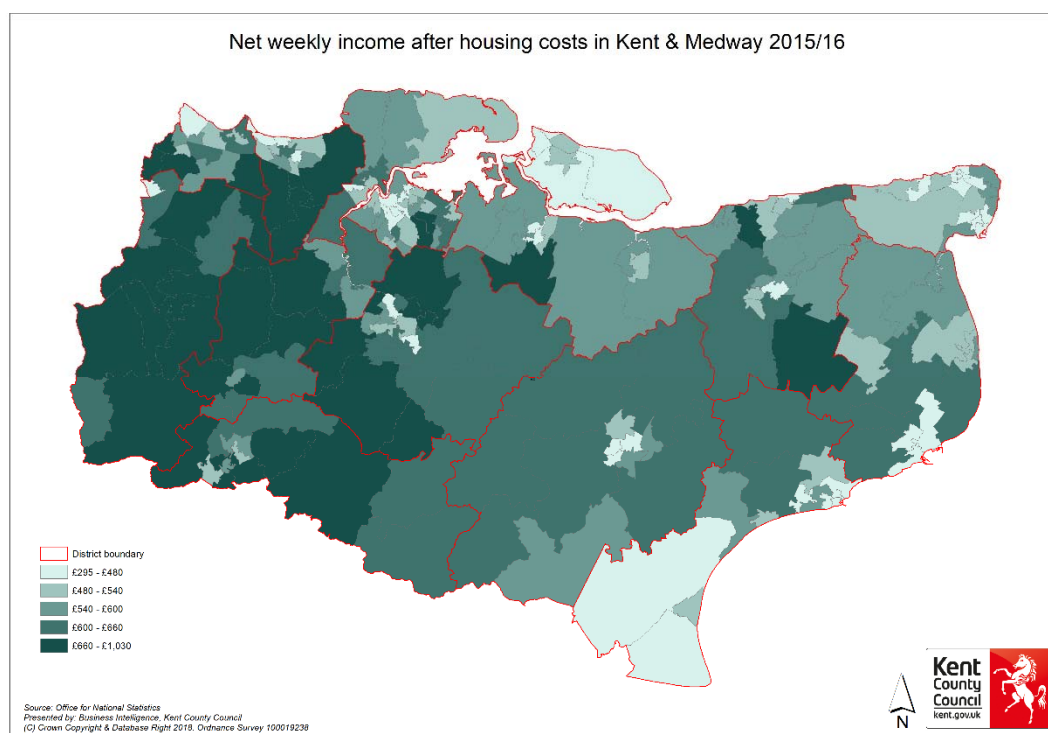 Net weekly income after housing costs in Kent & Medway 2015/16
District boundary
£295 - £480
£480 - £540
£540 - £600
£600 - £660
£660 - £1,030
Source: Office for National Statistics
Presented by: Business Intelligence, Kent County Council
(C) Crown Copyright & Database Right 2018. Ordnance Survey 100019238
N
Kent
County
Council
kent.gov.uk